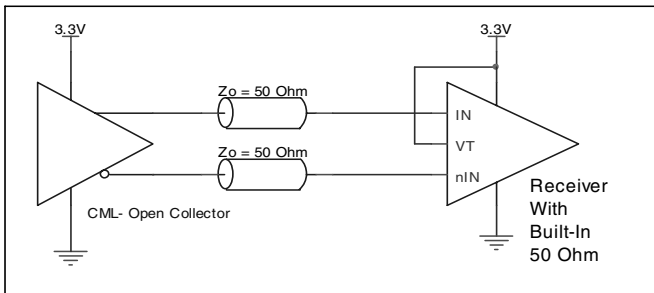 3.3V
3.3V
Zo = 50 Ohm
IN
VT
Zo = 50 Ohm
nIN
CML- Open Collector
Receiver
With
Built-In
50 Ohm